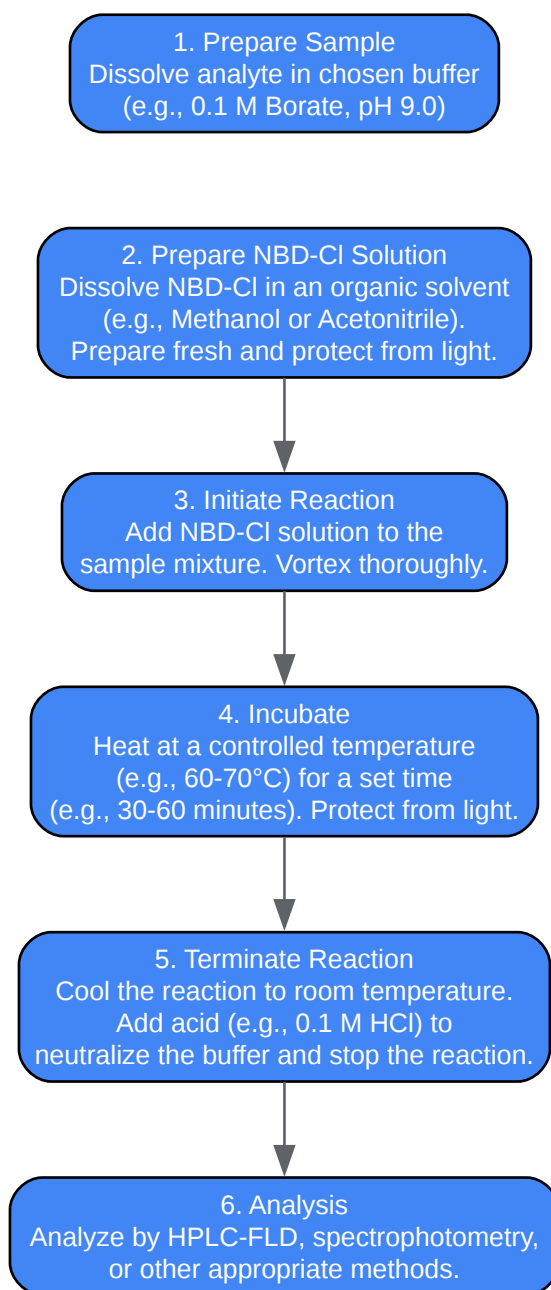 1. Prepare Sample
Dissolve analyte in chosen buffer
(e.g., 0.1 M Borate, pH 9.0)
2. Prepare NBD-Cl Solution
Dissolve NBD-Cl in an organic solvent
(e.g., Methanol or Acetonitrile).
Prepare fresh and protect from light.
3. Initiate Reaction
Add NBD-Cl solution to the
sample mixture. Vortex thoroughly.
4. Incubate
Heat at a controlled temperature
(e.g., 60-70°C) for a set time
(e.g., 30-60 minutes). Protect from light.
5. Terminate Reaction
Cool the reaction to room temperature.
Add acid (e.g., 0.1 M HCl) to
neutralize the buffer and stop the reaction.
6. Analysis
Analyze by HPLC-FLD, spectrophotometry,
or other appropriate methods.